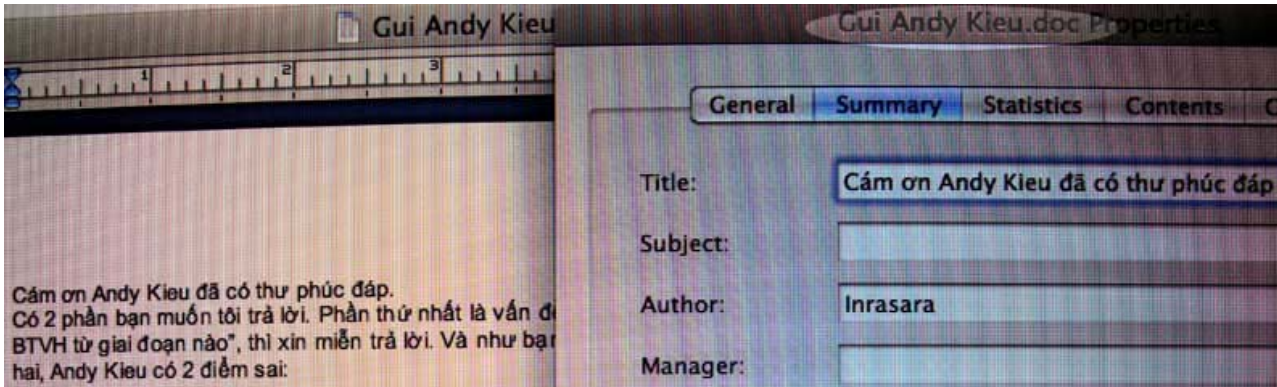 Gui Andy Kieu
1 2 3
Cám ơn Andy Kieu đã có thư phúc đáp.
Có 2 phần bạn muốn tôi trả lời. Phần thứ nhất là vấn
BTVH từ giai đoạn nào", thì xin miễn trả lời. Và như
hai, Andy Kieu có 2 điểm sai:
Gui Andy Kieu.doc Properties
General Summary Statistics Contents
Title: Cám ơn Andy Kieu đã có thư phúc đáp
Subject:
Author: Inrasara
Manager: